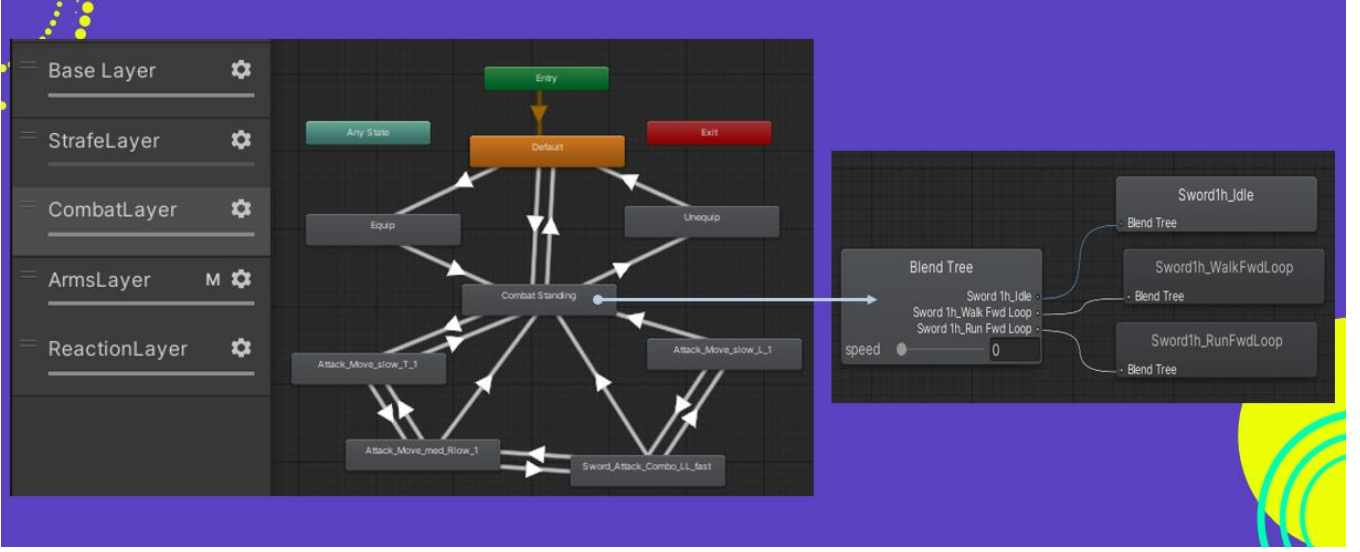 Base Layer
StrafeLayer
CombatLayer
ArmsLayer M
ReactionLayer
Entry
Any State
Exit
Default
Equip
Unequip
Combat Standing
Attack_Move_slow_T_1
Attack_Move_slow_L_1
Attack_Move_med_Rlow_1
Sword_Attack_Combo_LL_fast
Blend Tree
Sword 1h_Idle
Sword 1h_Walk Fwd Loop
Sword 1h_Run Fwd Loop
speed 0
Sword1h_Idle
Blend Tree
Sword1h_WalkFwdLoop
Blend Tree
Sword1h_RunFwdLoop
Blend Tree